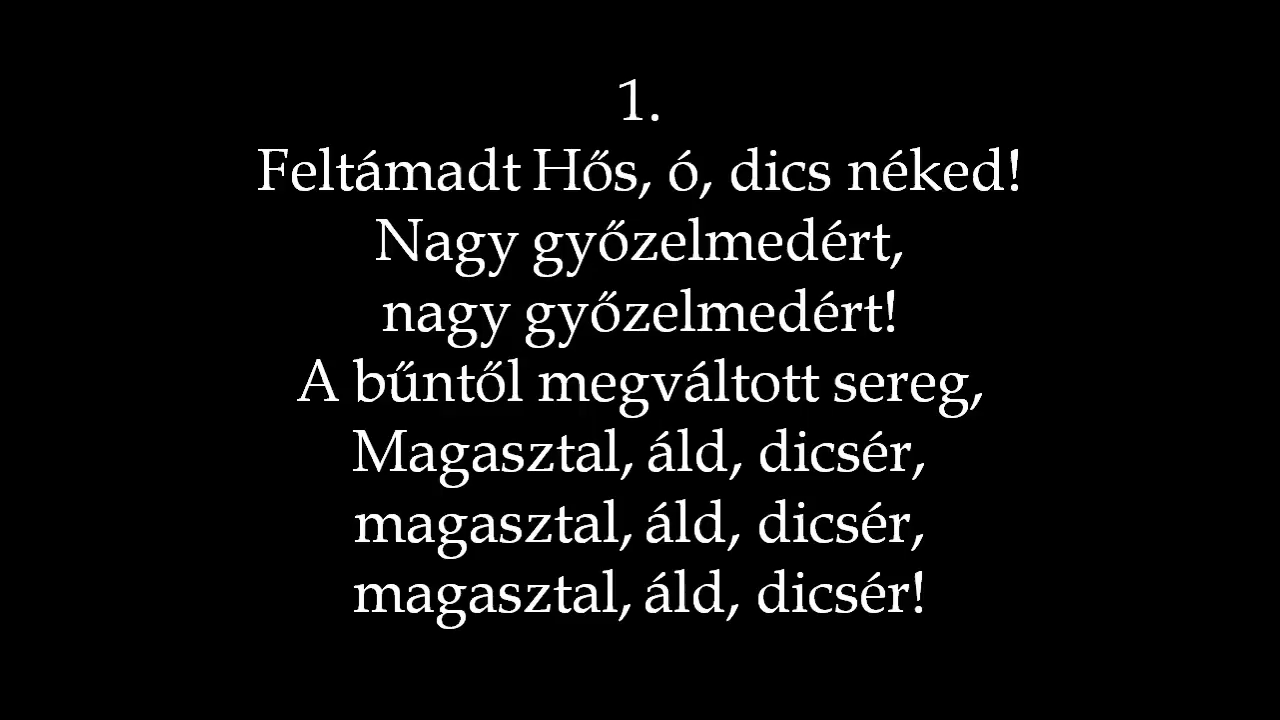 1.
Feltámadt Hős, ó, dics néked!
Nagy győzelmedért,
nagy győzelmedért!
A bűntől megváltott sereg,
Magasztal, áld, dicsér,
magasztal, áld, dicsér,
magasztal, áld, dicsér!